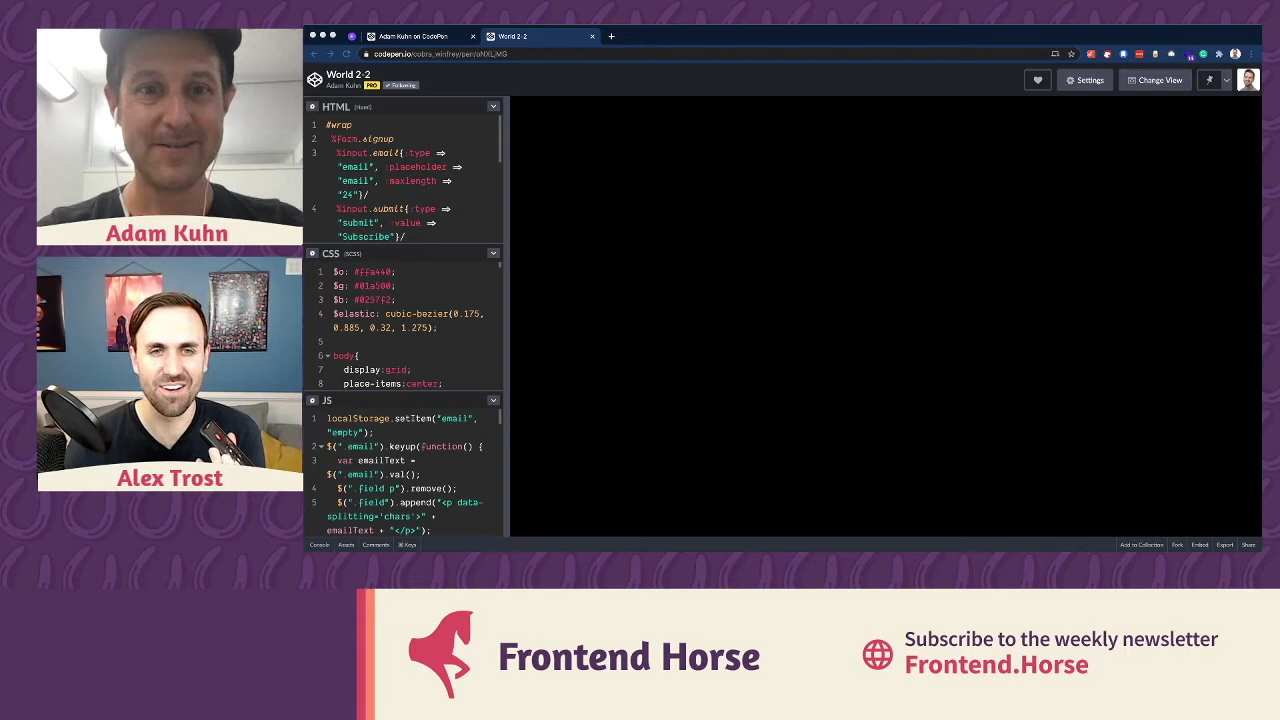 Adam Kuhn on CodePen
World 2-2
codepen.io/cobra_winfrey/pen/oNXLjMG
World 2-2
Adam Kuhn PRO ✓ Following
Settings
Change View
HTML (Haml)
1 #wrap
2 %form.signup
3 %input.email{:type =>
"email", :placeholder =>
"email", :maxlength =>
"24"}/
4 %input.submit{:type =>
"submit", :value =>
"Subscribe"}/
CSS (SCSS)
1 $o: #ffa440;
2 $g: #01a500;
3 $b: #0257f2;
4 $elastic: cubic-bezier(0.175,
0.885, 0.32, 1.275);
5
6 body{
7 display:grid;
8 place-items:center;
JS
1 localStorage.setItem("email",
"empty");
2 $(".email").keyup(function() {
3 var emailText =
$(".email").val();
4 $(".field p").remove();
5 $(".field").append("<p data-
splitting='chars'>" +
emailText + "</p>");
Console Assets Comments ⌘ Keys
Add to Collection Fork Embed Export Share
Adam Kuhn
Alex Trost
Frontend Horse
Subscribe to the weekly newsletter
Frontend.Horse